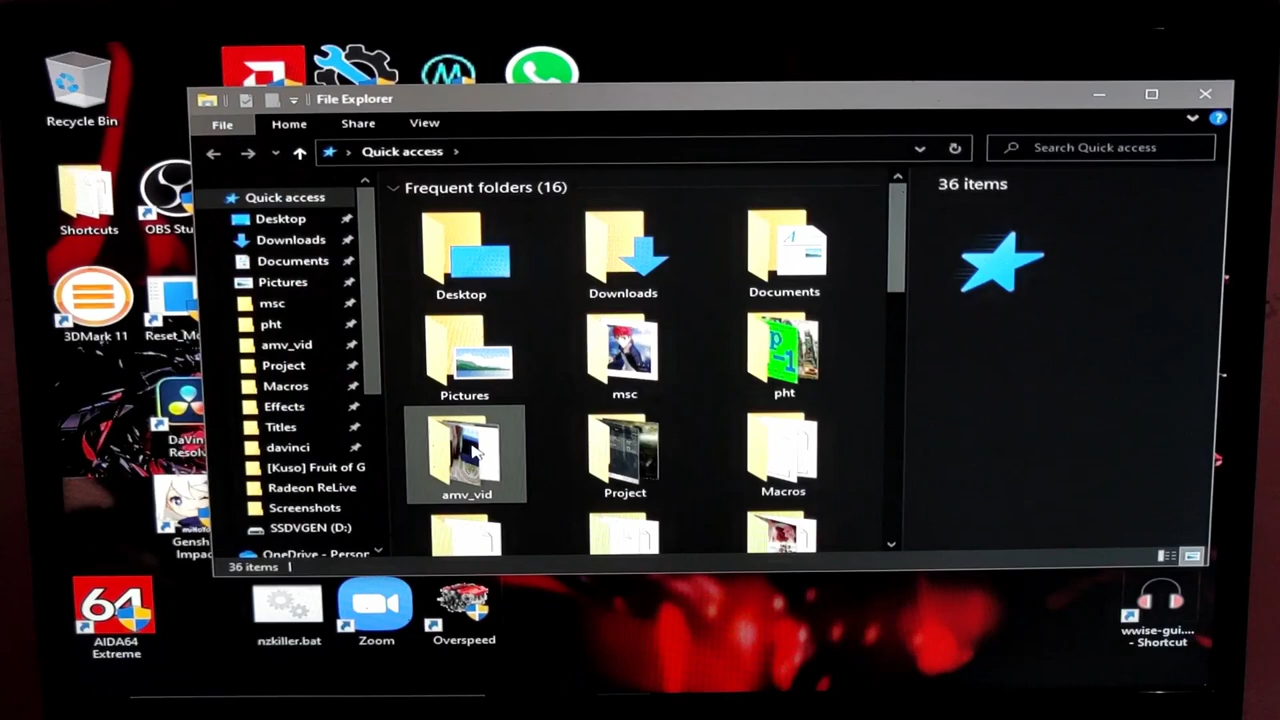 File Explorer
File
Home
Share
View
?
Quick access
Search Quick access
Recycle Bin
Shortcuts
OBS Stu
3DMark 11
Reset_Mo
DaVin
Resolv
Gensh
Impac
Quick access
Desktop
Downloads
Documents
Pictures
msc
pht
amv_vid
Project
Macros
Effects
Titles
davinci
[Kuso] Fruit of G
Radeon ReLive
Screenshots
SSDVGEN (D:)
OneDrive - Person
Frequent folders (16)
Desktop
Downloads
Documents
Pictures
msc
pht
amv_vid
Project
Macros
36 items
36 items
64
AIDA64
Extreme
nzkiller.bat
Zoom
Overspeed
wwise-gui....
- Shortcut